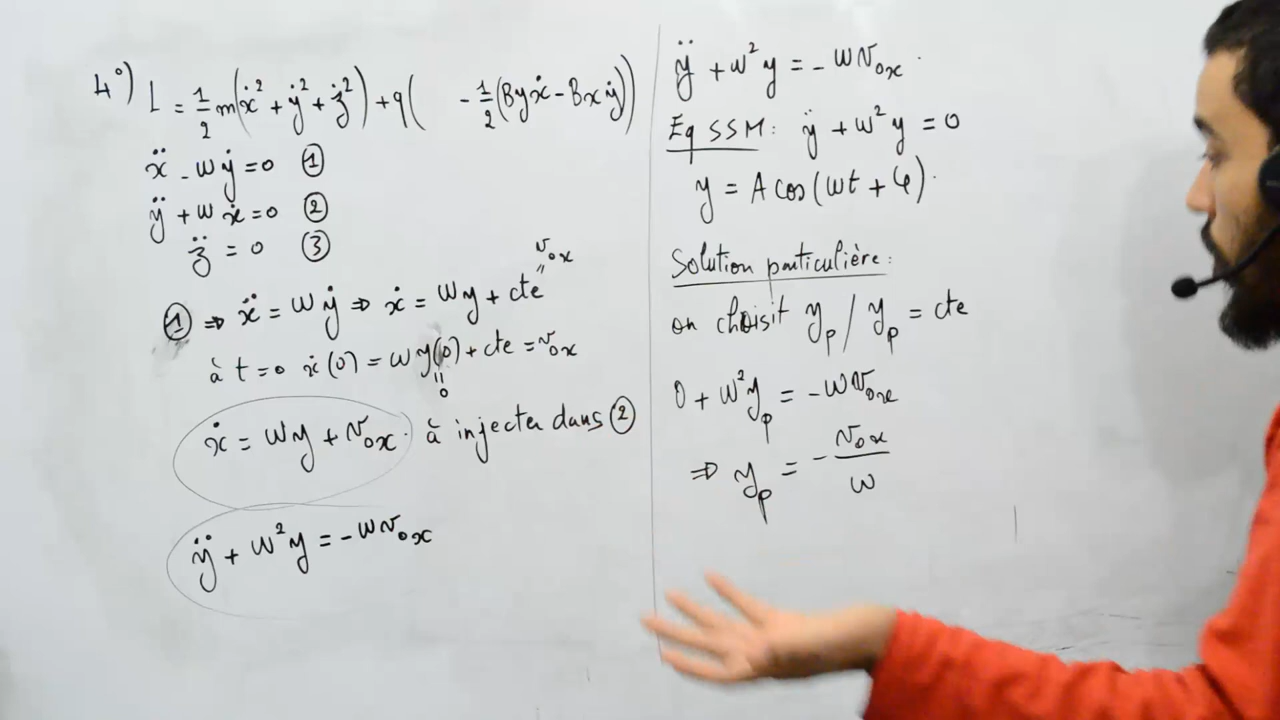 4°) L = 1/2 m(ẋ² + ẏ² + ż²) + q( - 1/2 (Byẋ - Bxẏ))
ẍ - ωẏ = 0 ①
ÿ + ωẋ = 0 ②
z̈ = 0 ③
① ⇒ ẍ = ωẏ ⇒ ẋ = ωy + cte
" v₀ₓ
à t = 0 ẋ(0) = ωy(0) + cte = v₀ₓ
" 0
ẋ = ωy + v₀ₓ. à injecter dans ②
ÿ + ω²y = -ωv₀ₓ
ÿ + ω²y = -ωv₀ₓ.
Eq SSM: ÿ + ω²y = 0
y = A cos(ωt + φ).
Solution particulière:
on choisit yₚ / yₚ = cte
0 + ω²yₚ = -ωv₀ₓ
⇒ yₚ = - v₀ₓ/ω